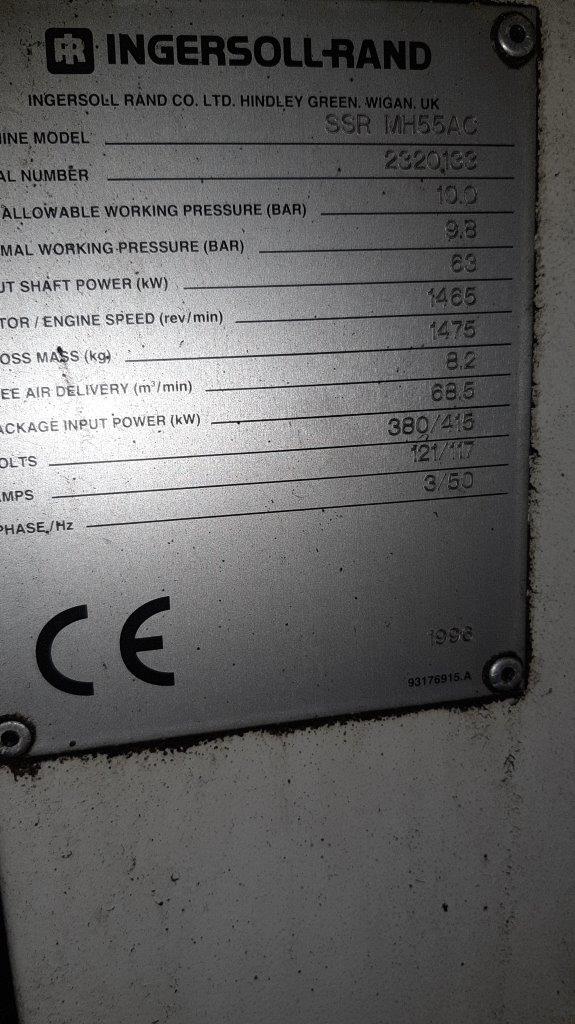 IR INGERSOLL-RAND
INGERSOLL RAND CO. LTD. HINDLEY GREEN. WIGAN. UK
INE MODEL SSR MH55AC
AL NUMBER 2320133
ALLOWABLE WORKING PRESSURE (BAR) 10.0
MAL WORKING PRESSURE (BAR) 9.8
UT SHAFT POWER (kW) 63
TOR / ENGINE SPEED (rev/min) 1465
OSS MASS (kg) 1475
EE AIR DELIVERY (m³/min) 8.2
ACKAGE INPUT POWER (kW) 68.5
OLTS 380/415
MPS 121/117
PHASE/Hz 3/50
CE
1996
93176915.A